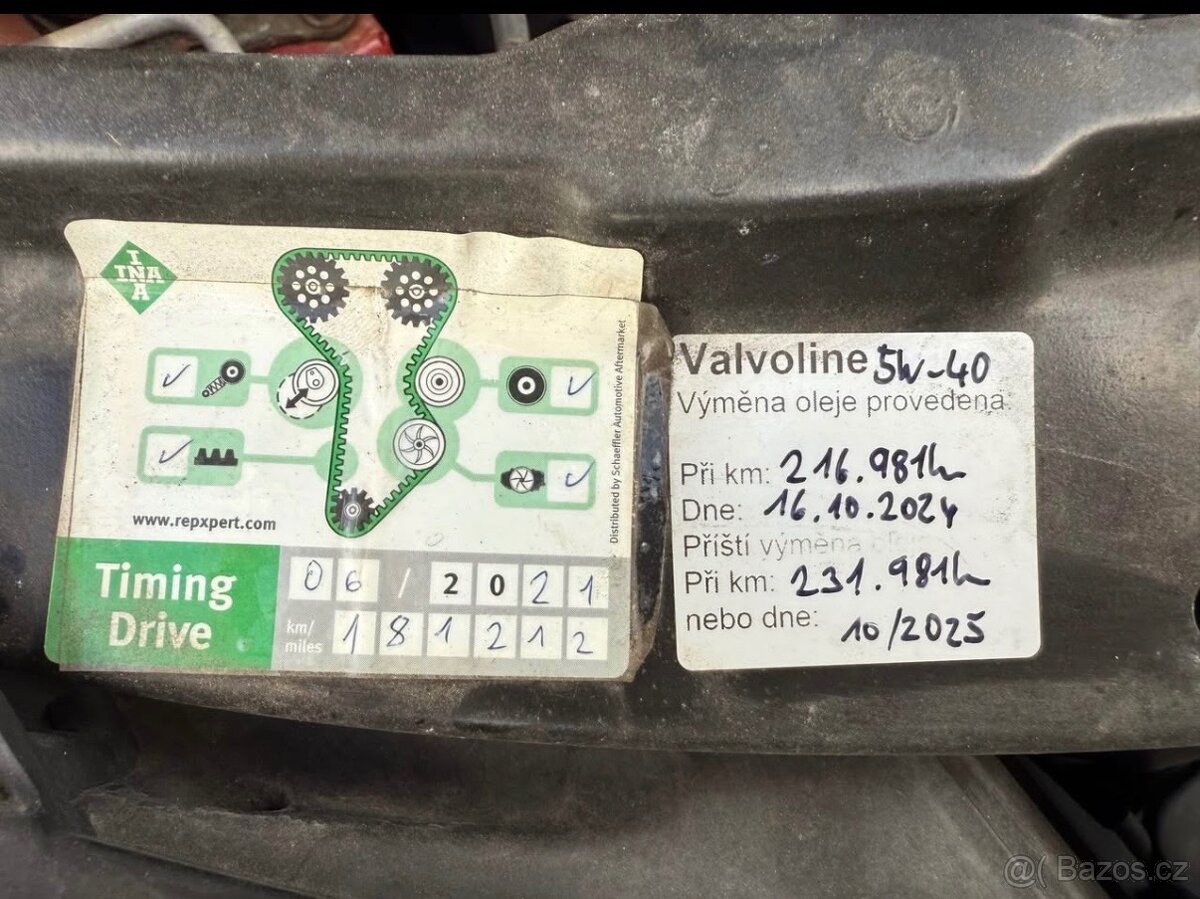 INA
INA
www.repxpert.com
Distributed by Schaeffler Automotive Aftermarket
Timing
Drive
06 / 2021
km/
miles
181212
Valvoline 5W-40
Výměna oleje provedena:
Při km: 216.981km
Dne: 16.10.2024
Příští výměna
Při km: 231.981km
nebo dne: 10/2025
@( Bazos.cz